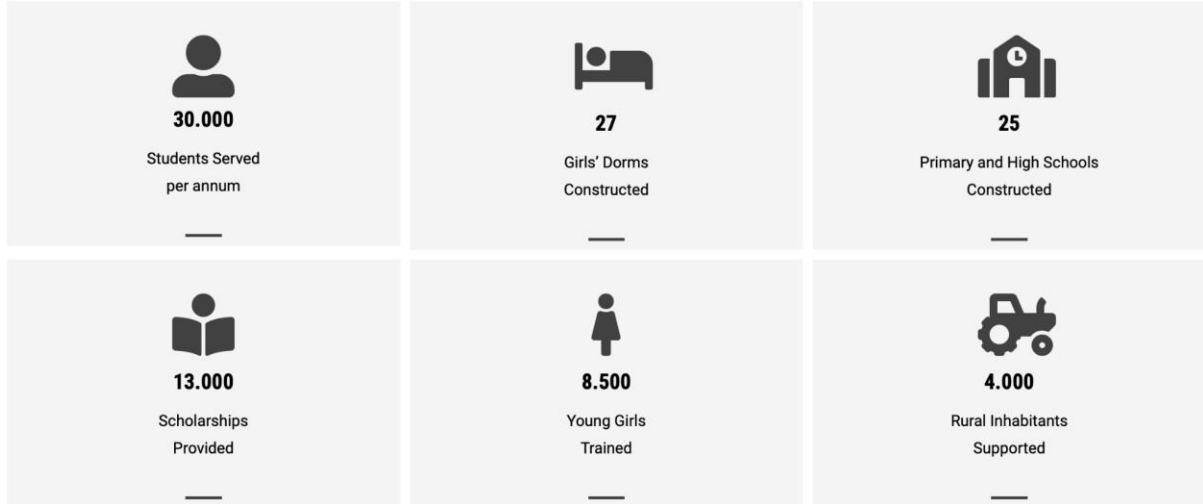 30.000
Students Served
per annum
27
Girls' Dorms
Constructed
25
Primary and High Schools
Constructed
13.000
Scholarships
Provided
8.500
Young Girls
Trained
4.000
Rural Inhabitants
Supported